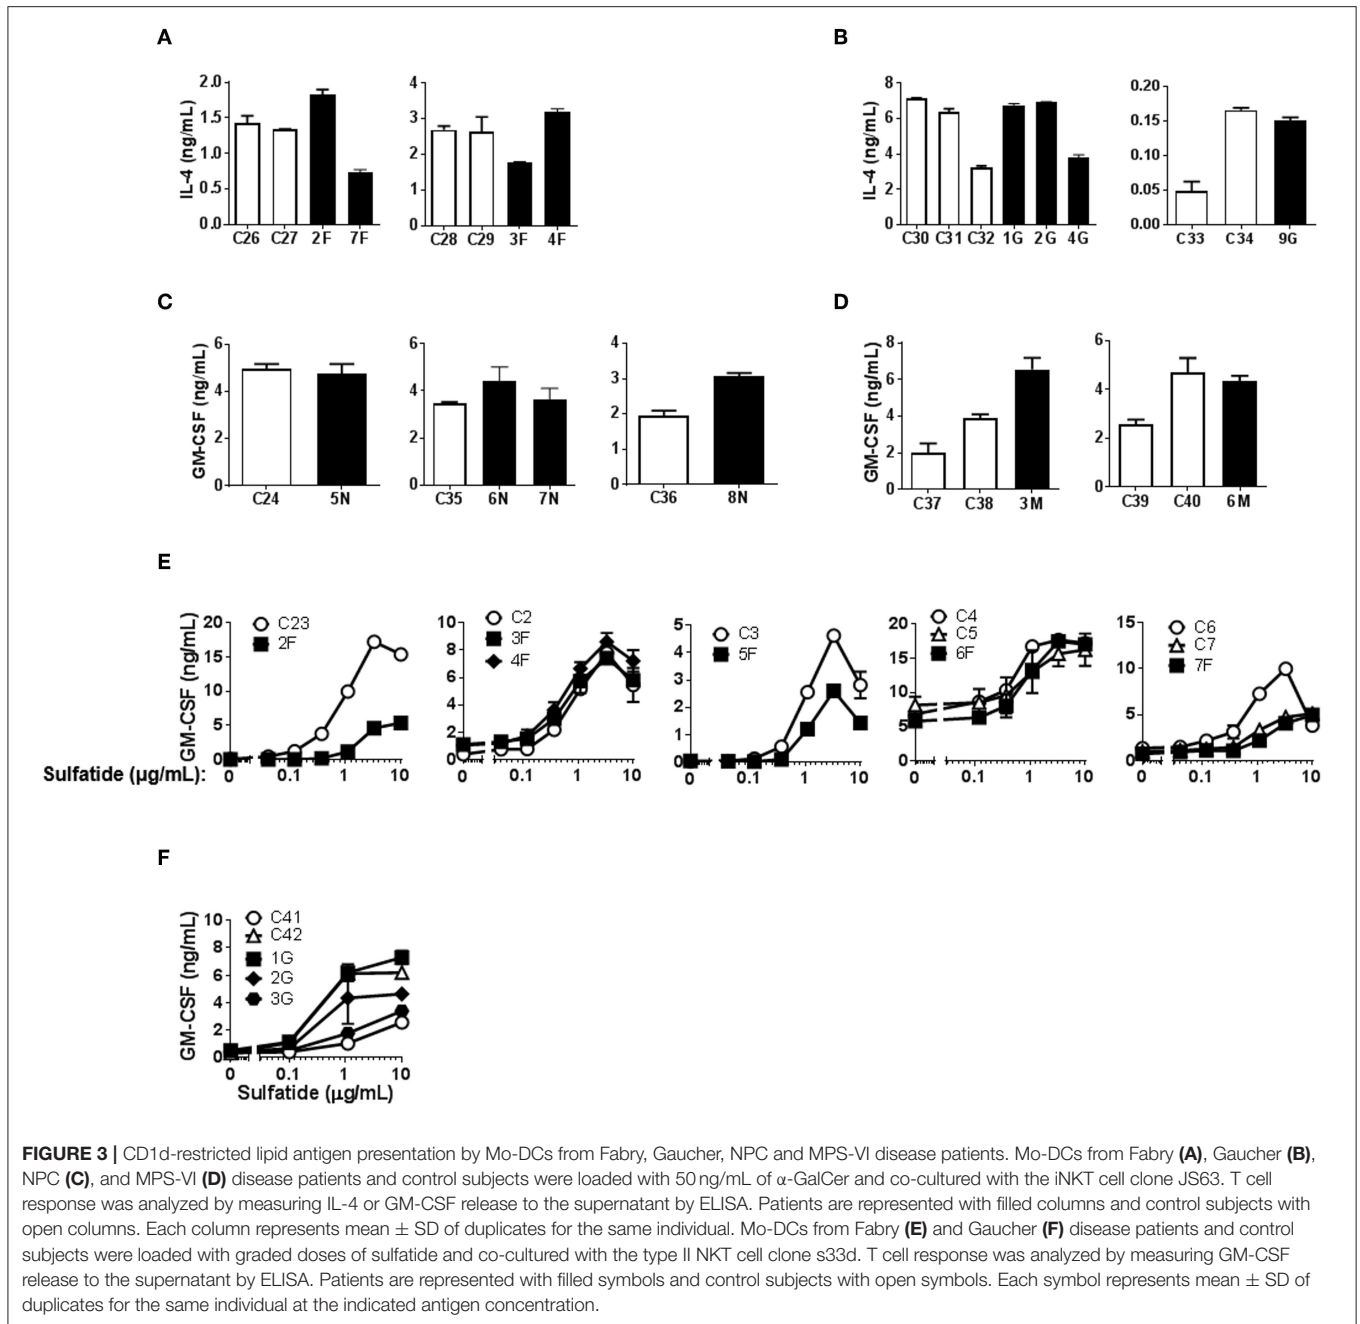 A
B
2.0
1.5
1.0
0.5
0.0
IL-4 (ng/mL)
C26 C27 2F 7F
4
3
2
1
0
C28 C29 3F 4F
8
6
4
2
0
IL-4 (ng/mL)
C30 C31 C32 1G 2G 4G
0.20
0.15
0.10
0.05
0.00
C33 C34 9G
C
D
6
4
2
0
GM-CSF (ng/mL)
C24 5N
6
4
2
0
C35 6N 7N
4
3
2
1
0
C36 8N
8
6
4
2
0
GM-CSF (ng/mL)
C37 C38 3M
6
4
2
0
C39 C40 6M
E
20
15
10
5
0
GM-CSF (ng/mL)
C23
2F
0 0.1 1 10
10
8
6
4
2
0
C2
3F
4F
0 0.1 1 10
5
4
3
2
1
0
C3
5F
0 0.1 1 10
20
15
10
5
0
C4
C5
6F
0 0.1 1 10
15
10
5
0
C6
C7
7F
0 0.1 1 10
Sulfatide (μg/mL):
F
10
8
6
4
2
0
GM-CSF (ng/mL)
C41
C42
1G
2G
3G
0 0.1 1 10
Sulfatide (μg/mL)
FIGURE 3 | CD1d-restricted lipid antigen presentation by Mo-DCs from Fabry, Gaucher, NPC and MPS-VI disease patients. Mo-DCs from Fabry (A), Gaucher (B),
NPC (C), and MPS-VI (D) disease patients and control subjects were loaded with 50 ng/mL of α-GalCer and co-cultured with the iNKT cell clone JS63. T cell
response was analyzed by measuring IL-4 or GM-CSF release to the supernatant by ELISA. Patients are represented with filled columns and control subjects with
open columns. Each column represents mean ± SD of duplicates for the same individual. Mo-DCs from Fabry (E) and Gaucher (F) disease patients and control
subjects were loaded with graded doses of sulfatide and co-cultured with the type II NKT cell clone s33d. T cell response was analyzed by measuring GM-CSF
release to the supernatant by ELISA. Patients are represented with filled symbols and control subjects with open symbols. Each symbol represents mean ± SD of
duplicates for the same individual at the indicated antigen concentration.